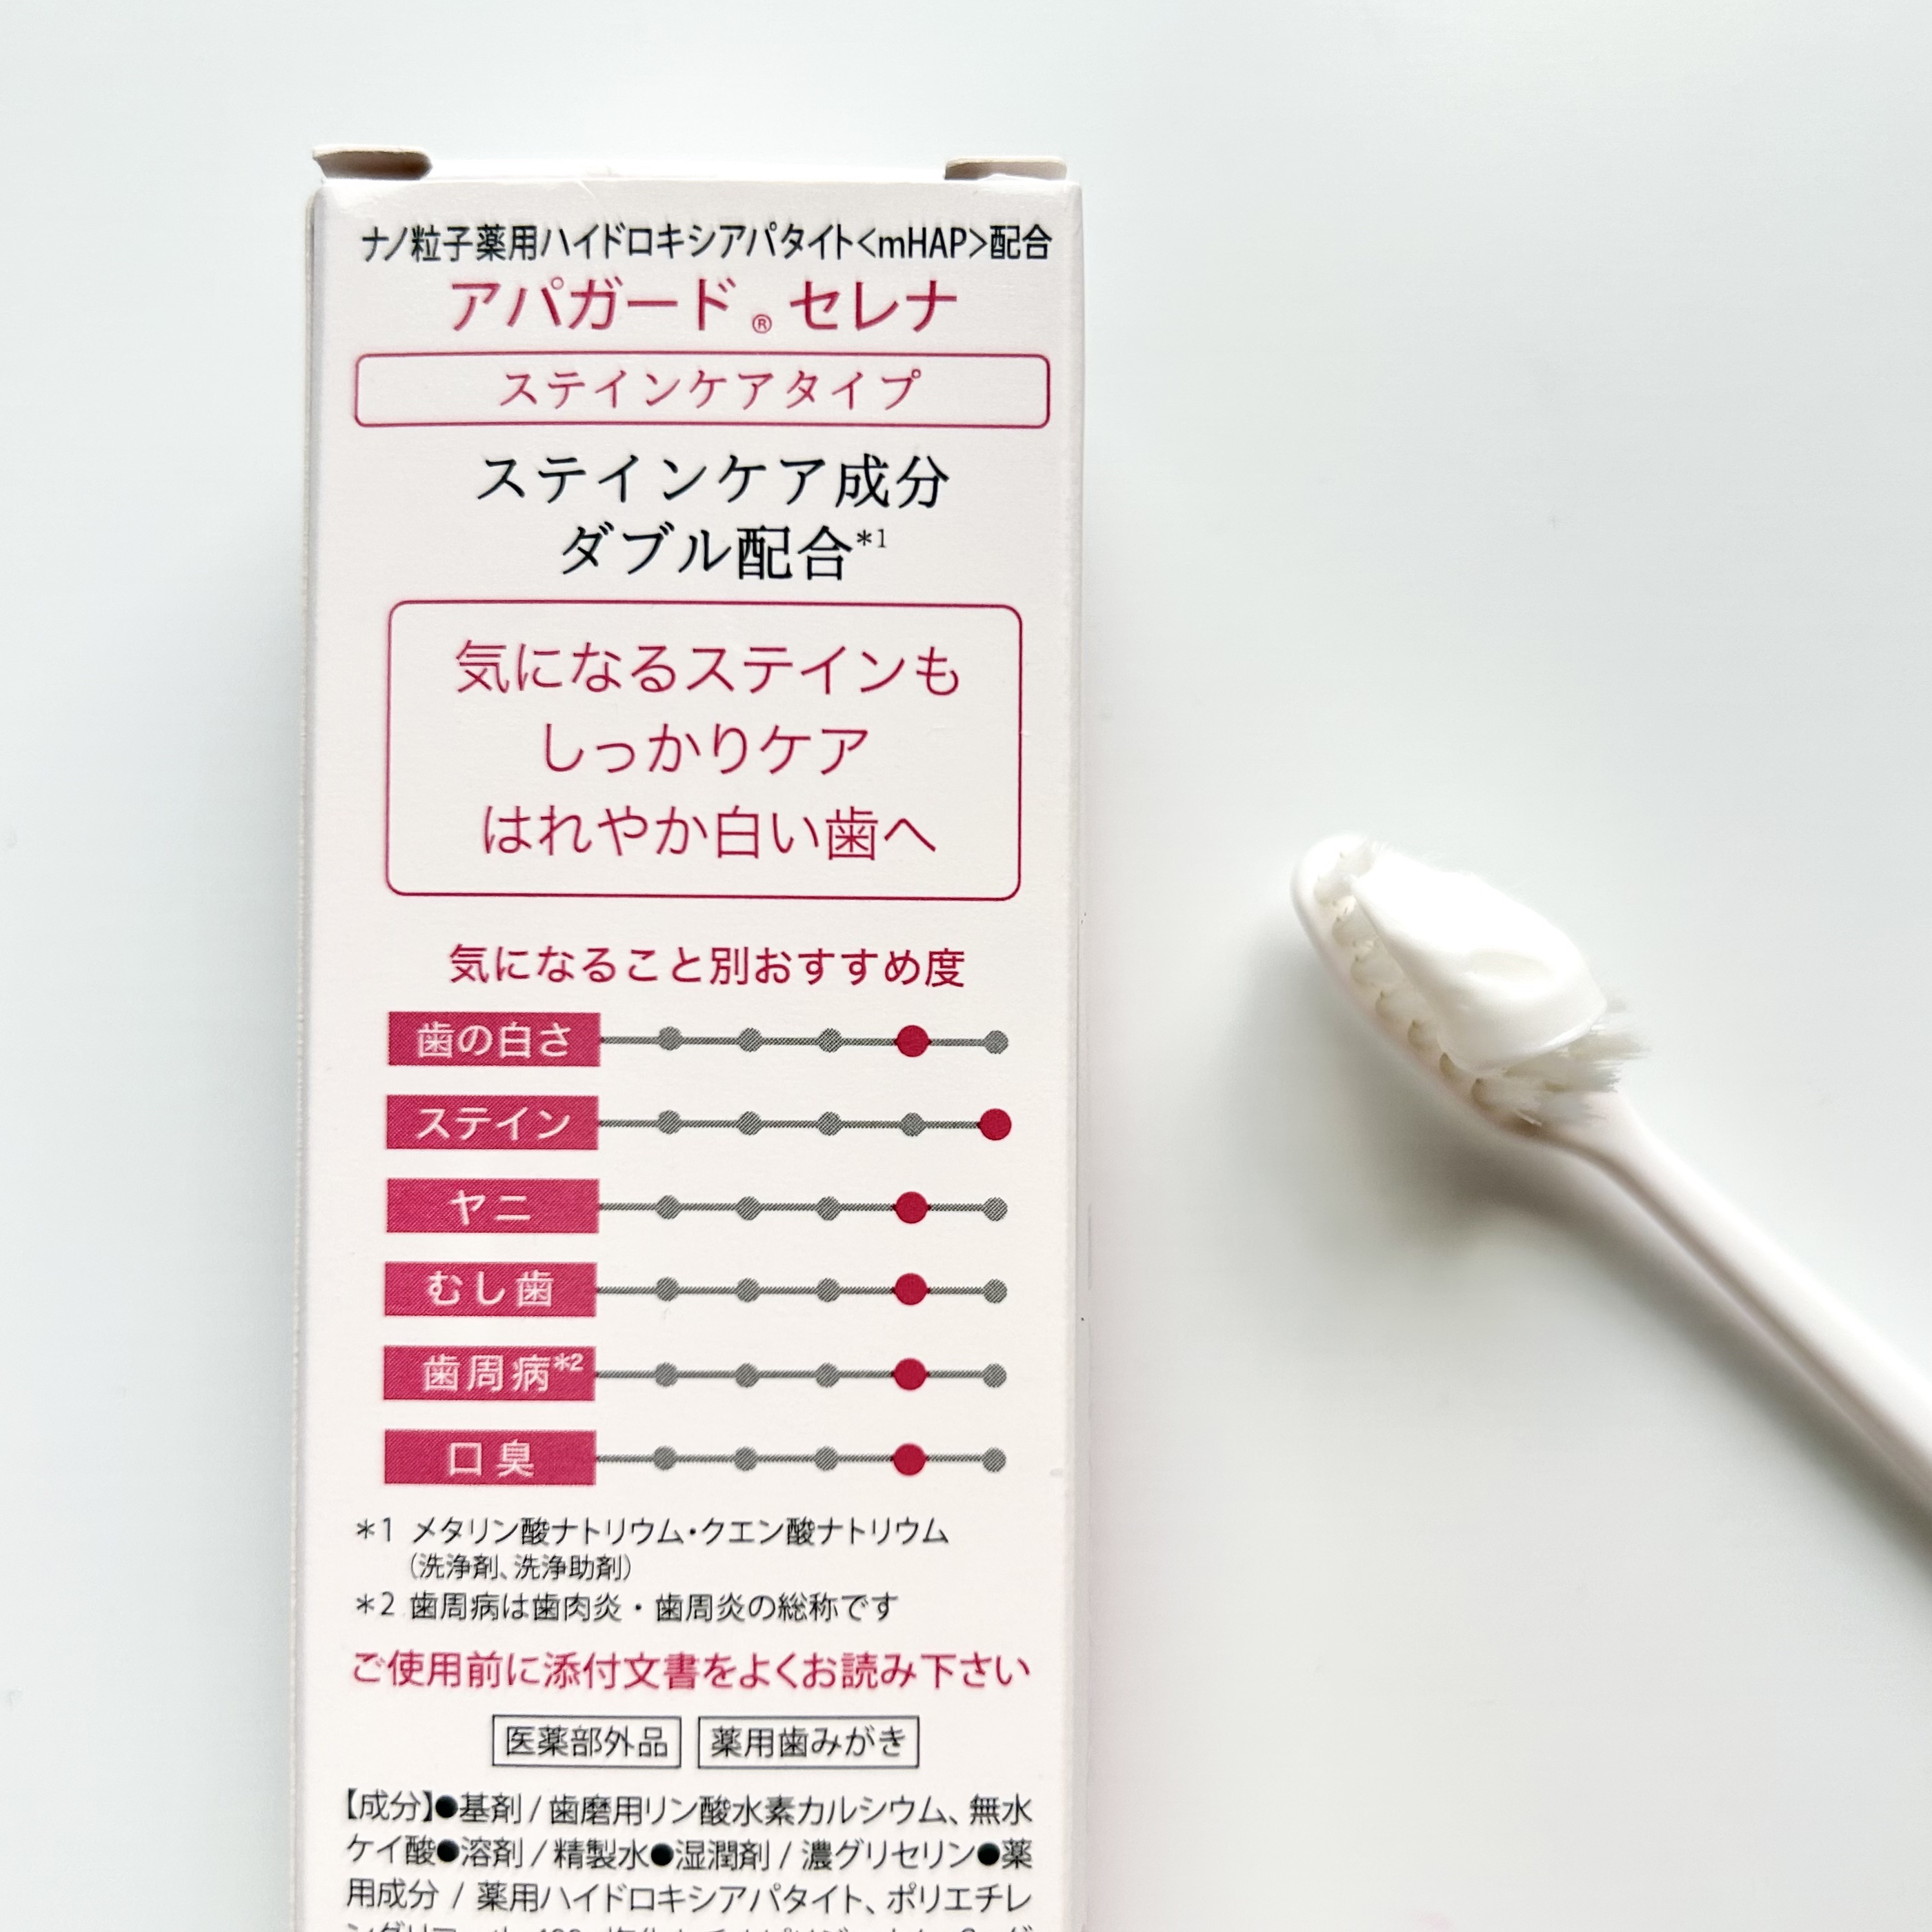 ナノ粒子薬用ハイドロキシアパタイト<mHAP>配合
アパガード®セレナ
ステインケアタイプ
ステインケア成分
ダブル配合*1
気になるステインも
しっかりケア
はれやか白い歯へ
気になること別おすすめ度
歯の白さ
ステイン
ヤニ
むし歯
歯周病*2
口臭
*1 メタリン酸ナトリウム・クエン酸ナトリウム
(洗浄剤、洗浄助剤)
*2 歯周病は歯肉炎・歯周炎の総称です
ご使用前に添付文書をよくお読み下さい
医薬部外品 薬用歯みがき
【成分】●基剤/歯磨用リン酸水素カルシウム、無水
ケイ酸●溶剤/精製水●湿潤剤/濃グリセリン●薬
用成分/薬用ハイドロキシアパタイト、ポリエチレ